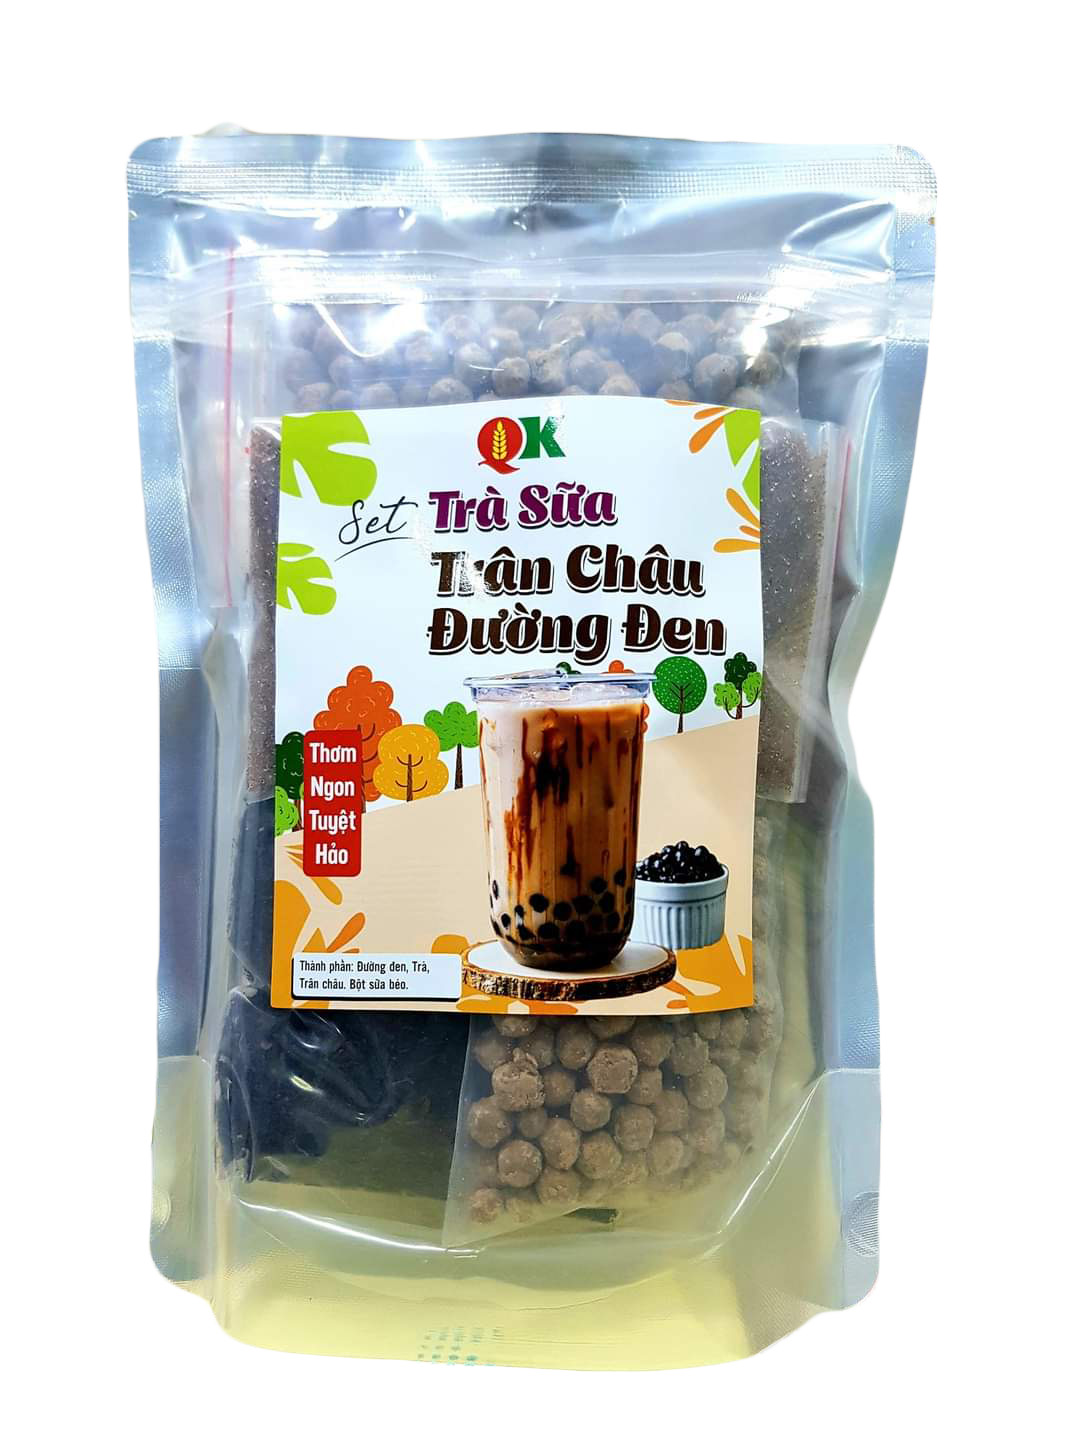 QK
Set Trà Sữa
Trân Châu
Đường Đen
Thơm
Ngon
Tuyệt
Hảo
Thành phần: Đường đen, Trà,
Trân châu. Bột sữa béo.